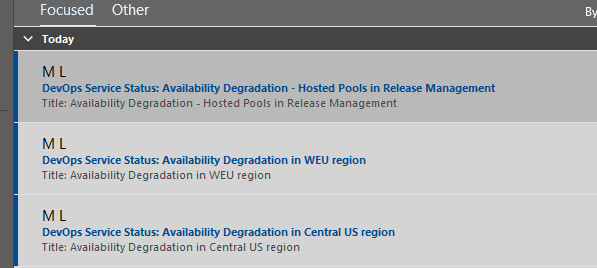 Focused Other By
Today
M L
DevOps Service Status: Availability Degradation - Hosted Pools in Release Management
Title: Availability Degradation - Hosted Pools in Release Management
M L
DevOps Service Status: Availability Degradation in WEU region
Title: Availability Degradation in WEU region
M L
DevOps Service Status: Availability Degradation in Central US region
Title: Availability Degradation in Central US region